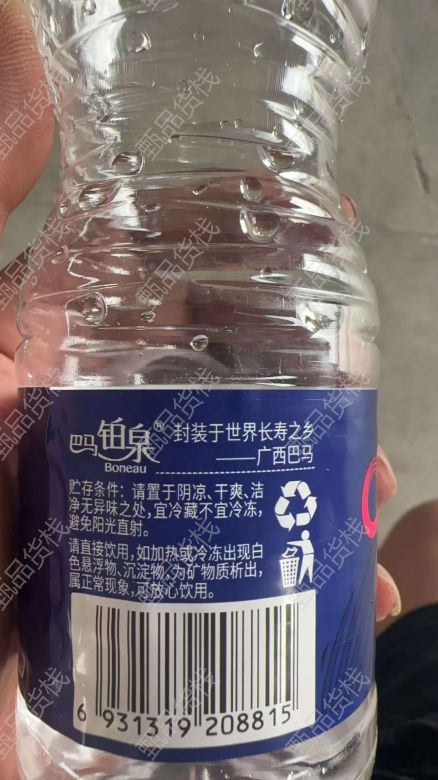 巴马铂泉®
Boneau
封装于世界长寿之乡
——广西巴马
贮存条件：请置于阴凉、干爽、洁
净无异味之处，宜冷藏不宜冷冻，
避免阳光直射。
请直接饮用，如加热或冷冻出现白
色悬浮物、沉淀物，为矿物质析出，
属正常现象，可放心饮用。
6 931319 208815
甄品货栈